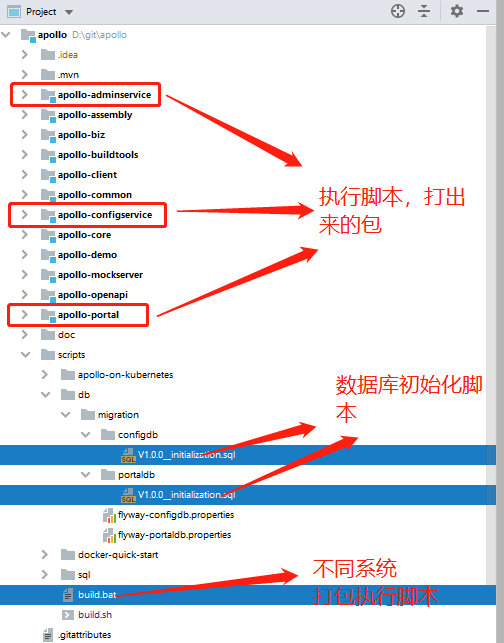 Project
apollo D:\git\apollo
.idea
.mvn
apollo-adminservice
apollo-assembly
apollo-biz
apollo-buildtools
apollo-client
apollo-common
apollo-configservice
apollo-core
apollo-demo
apollo-mockserver
apollo-openapi
apollo-portal
doc
scripts
apollo-on-kubernetes
db
migration
configdb
SQL V1.0.0__initialization.sql
portaldb
SQL V1.0.0__initialization.sql
flyway-configdb.properties
flyway-portaldb.properties
docker-quick-start
sql
build.bat
build.sh
.gitattributes
执行脚本，打出
来的包
数据库初始化脚
本
不同系统
打包执行脚本